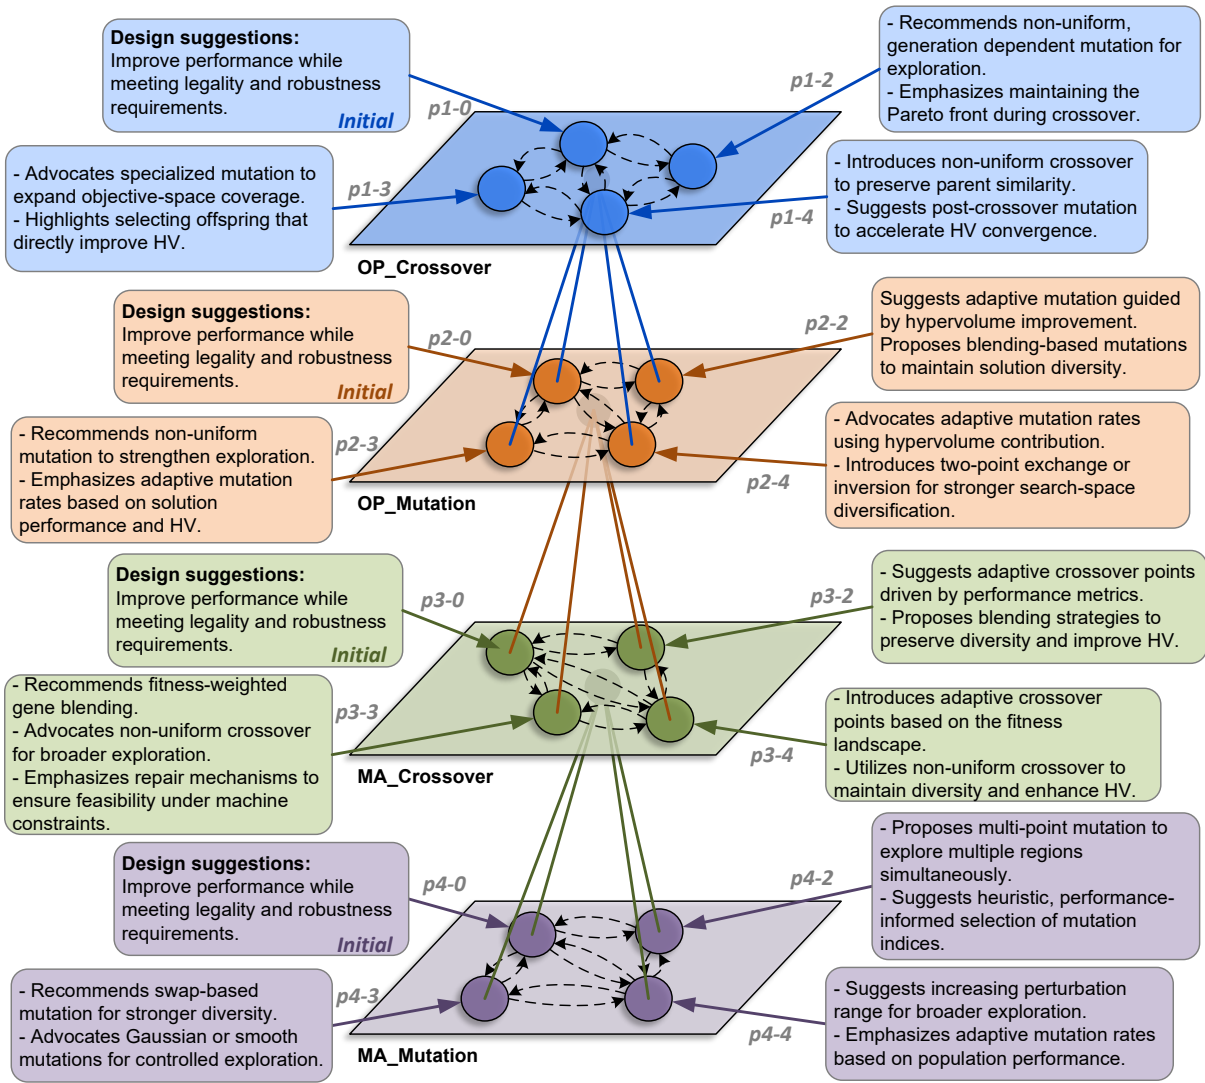 Design suggestions:
Improve performance while
meeting legality and robustness
requirements.
Initial
p1-0
- Recommends non-uniform,
generation dependent mutation for
exploration.
- Emphasizes maintaining the
Pareto front during crossover.
p1-2
- Advocates specialized mutation to
expand objective-space coverage.
- Highlights selecting offspring that
directly improve HV.
p1-3
- Introduces non-uniform crossover
to preserve parent similarity.
- Suggests post-crossover mutation
to accelerate HV convergence.
p1-4
OP_Crossover
Design suggestions:
Improve performance while
meeting legality and robustness
requirements.
Initial
p2-0
Suggests adaptive mutation guided
by hypervolume improvement.
Proposes blending-based mutations
to maintain solution diversity.
p2-2
- Recommends non-uniform
mutation to strengthen exploration.
- Emphasizes adaptive mutation
rates based on solution
performance and HV.
p2-3
- Advocates adaptive mutation rates
using hypervolume contribution.
- Introduces two-point exchange or
inversion for stronger search-space
diversification.
p2-4
OP_Mutation
Design suggestions:
Improve performance while
meeting legality and robustness
requirements.
Initial
p3-0
- Suggests adaptive crossover points
driven by performance metrics.
- Proposes blending strategies to
preserve diversity and improve HV.
p3-2
- Recommends fitness-weighted
gene blending.
- Advocates non-uniform crossover
for broader exploration.
- Emphasizes repair mechanisms to
ensure feasibility under machine
constraints.
p3-3
- Introduces adaptive crossover
points based on the fitness
landscape.
- Utilizes non-uniform crossover to
maintain diversity and enhance HV.
p3-4
MA_Crossover
Design suggestions:
Improve performance while
meeting legality and robustness
requirements.
Initial
p4-0
- Proposes multi-point mutation to
explore multiple regions
simultaneously.
- Suggests heuristic, performance-
informed selection of mutation
indices.
p4-2
- Recommends swap-based
mutation for stronger diversity.
- Advocates Gaussian or smooth
mutations for controlled exploration.
p4-3
- Suggests increasing perturbation
range for broader exploration.
- Emphasizes adaptive mutation rates
based on population performance.
p4-4
MA_Mutation